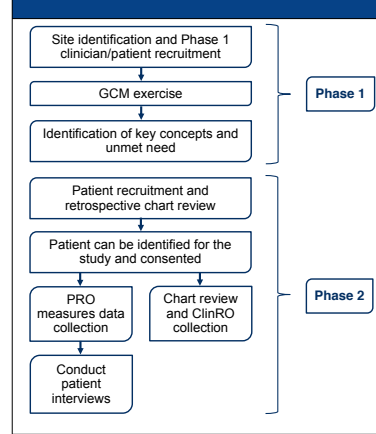 Site identification and Phase 1
clinician/patient recruitment
GCM exercise
Identification of key concepts and
unmet need
Phase 1
Patient recruitment and
retrospective chart review
Patient can be identified for the
study and consented
PRO
measures data
collection
Chart review
and ClinRO
collection
Conduct
patient
interviews
Phase 2